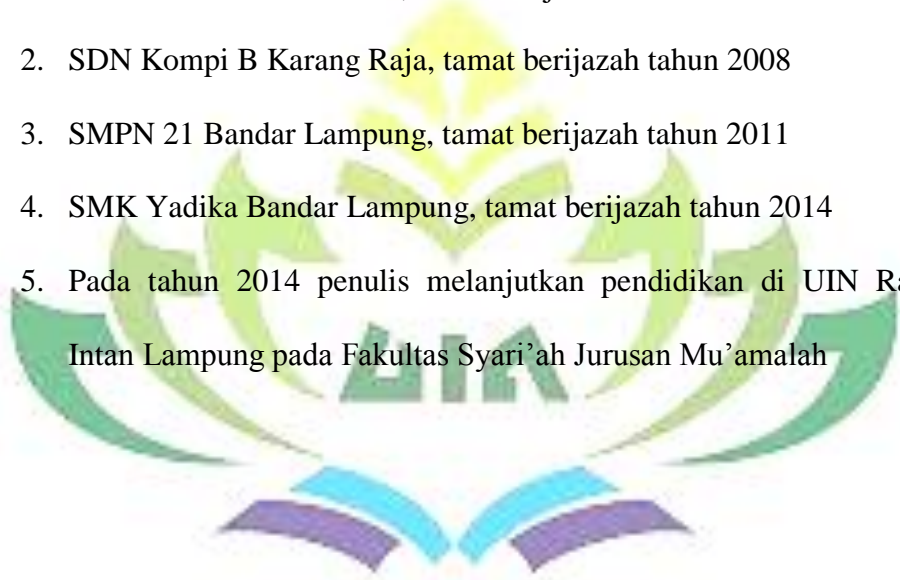 2. SDN Kompi B Karang Raja, tamat berijazah tahun 2008
3. SMPN 21 Bandar Lampung, tamat berijazah tahun 2011
4. SMK Yadika Bandar Lampung, tamat berijazah tahun 2014
5. Pada tahun 2014 penulis melanjutkan pendidikan di UIN
Intan Lampung pada Fakultas Syari’ah Jurusan Mu’amalah
UIN